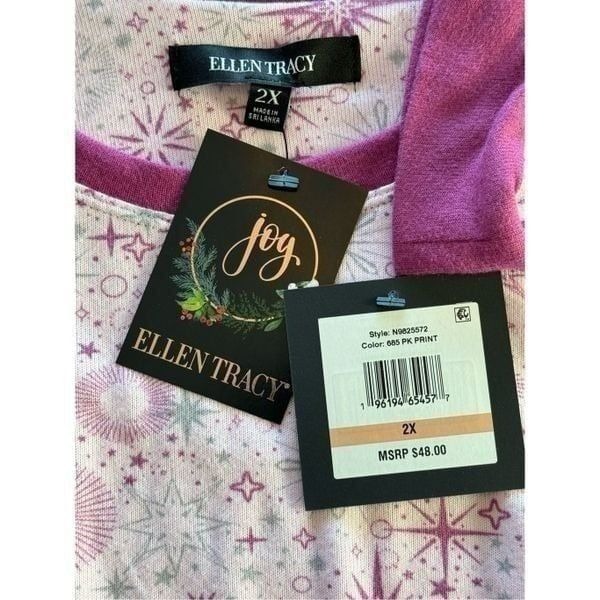 ELLEN TRACY
2X
MADE IN
SRI LANKA
joy
ELLEN TRACY®
Style: N9825572
Color: 685 PK PRINT
1 96194 65457 7
2X
MSRP $48.00